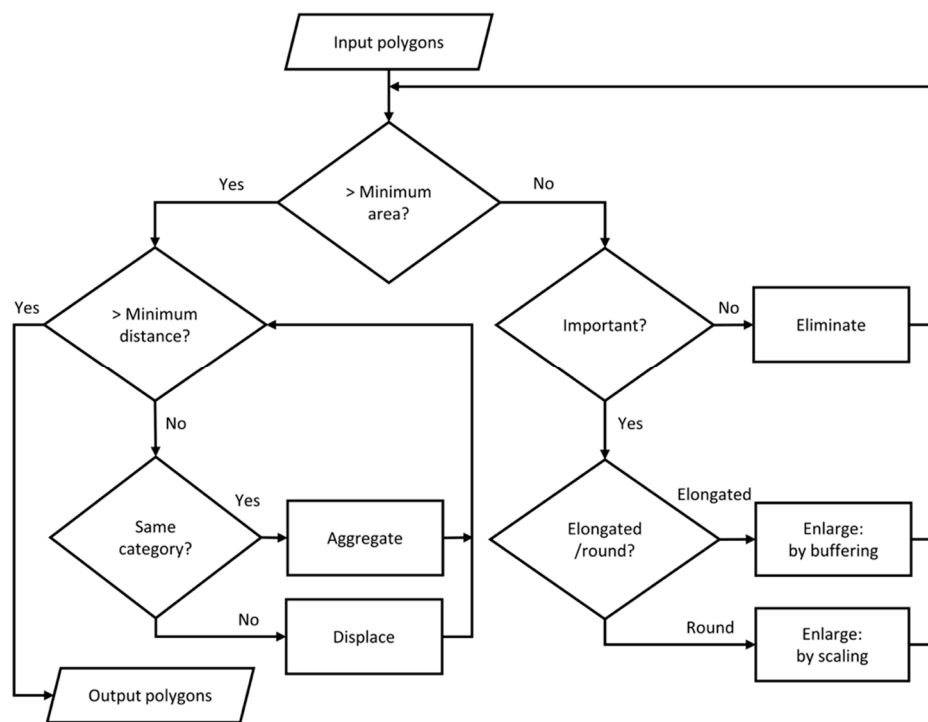 Input polygons
Yes
No
> Minimum
area?
Yes
> Minimum
distance?
Important?
No
Eliminate
No
Yes
Same
category?
Yes
Aggregate
Elongated
/round?
Elongated
Enlarge:
by buffering
No
Displace
Round
Enlarge:
by scaling
Output polygons